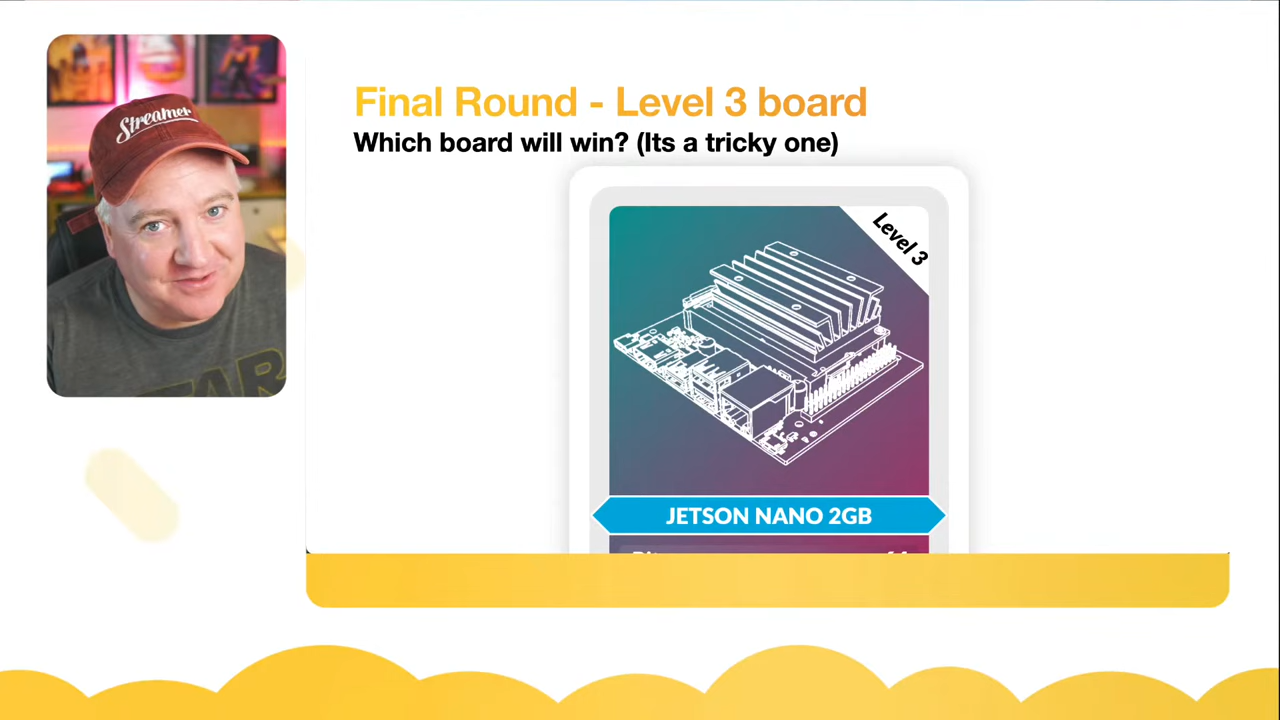 Streamer
Final Round - Level 3 board
Which board will win? (Its a tricky one)
Level 3
JETSON NANO 2GB